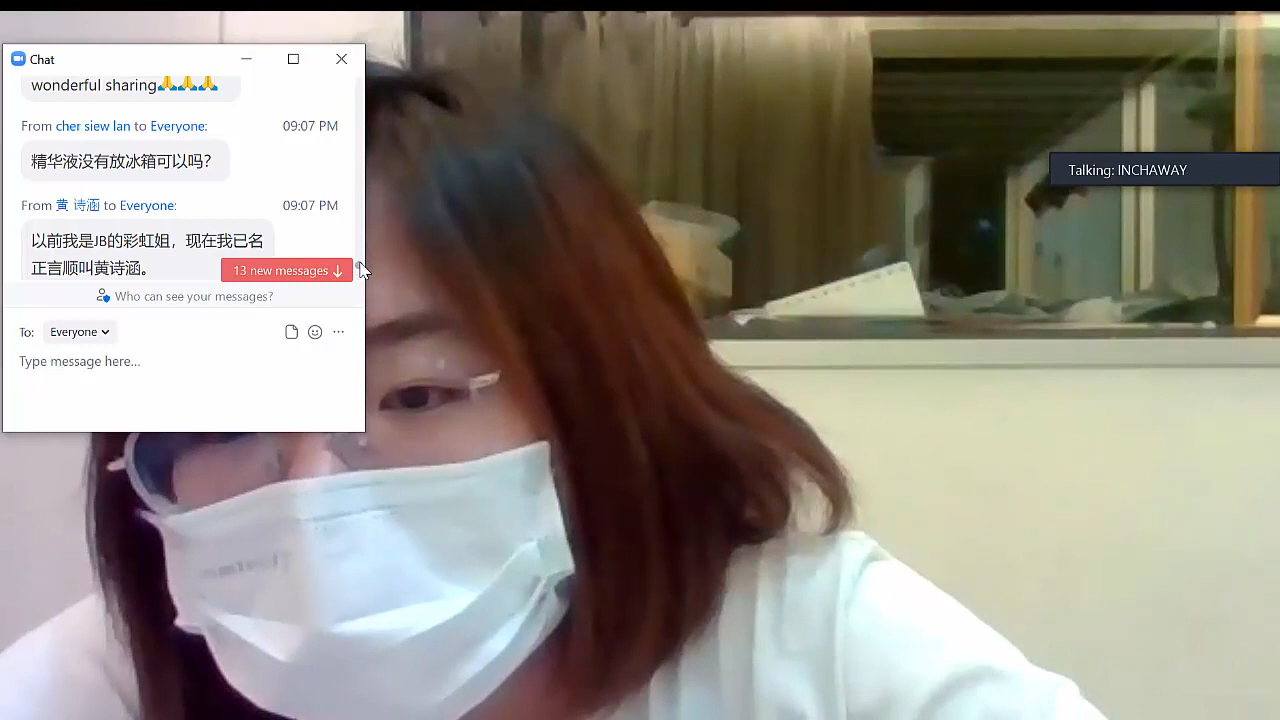 Chat
wonderful sharing🙏🙏🙏
From cher siew lan to Everyone: 09:07 PM
精华液没有放冰箱可以吗?
From 黄 诗涵 to Everyone: 09:07 PM
以前我是JB的彩虹姐，现在我已名
正言顺叫黄诗涵。
13 new messages ↓
Who can see your messages?
To: Everyone
Type message here...
Talking: INCHAWAY